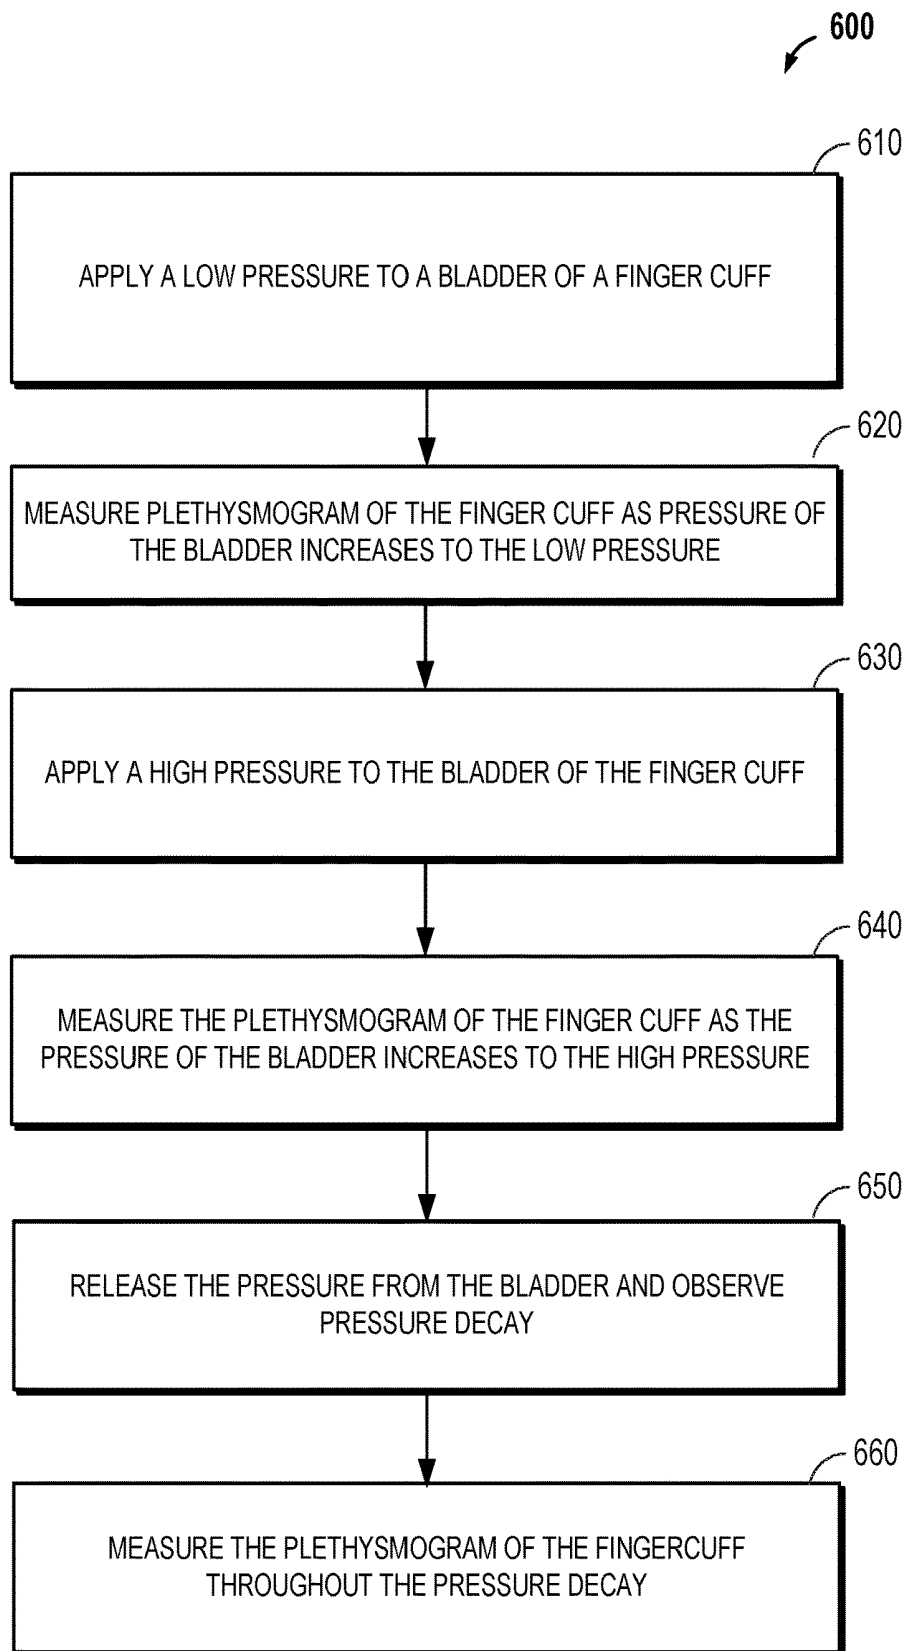 600
610
APPLY A LOW PRESSURE TO A BLADDER OF A FINGER CUFF
620
MEASURE PLETHYSMOGRAM OF THE FINGER CUFF AS PRESSURE OF
THE BLADDER INCREASES TO THE LOW PRESSURE
630
APPLY A HIGH PRESSURE TO THE BLADDER OF THE FINGER CUFF
640
MEASURE THE PLETHYSMOGRAM OF THE FINGER CUFF AS THE
PRESSURE OF THE BLADDER INCREASES TO THE HIGH PRESSURE
650
RELEASE THE PRESSURE FROM THE BLADDER AND OBSERVE
PRESSURE DECAY
660
MEASURE THE PLETHYSMOGRAM OF THE FINGERCUFF
THROUGHOUT THE PRESSURE DECAY